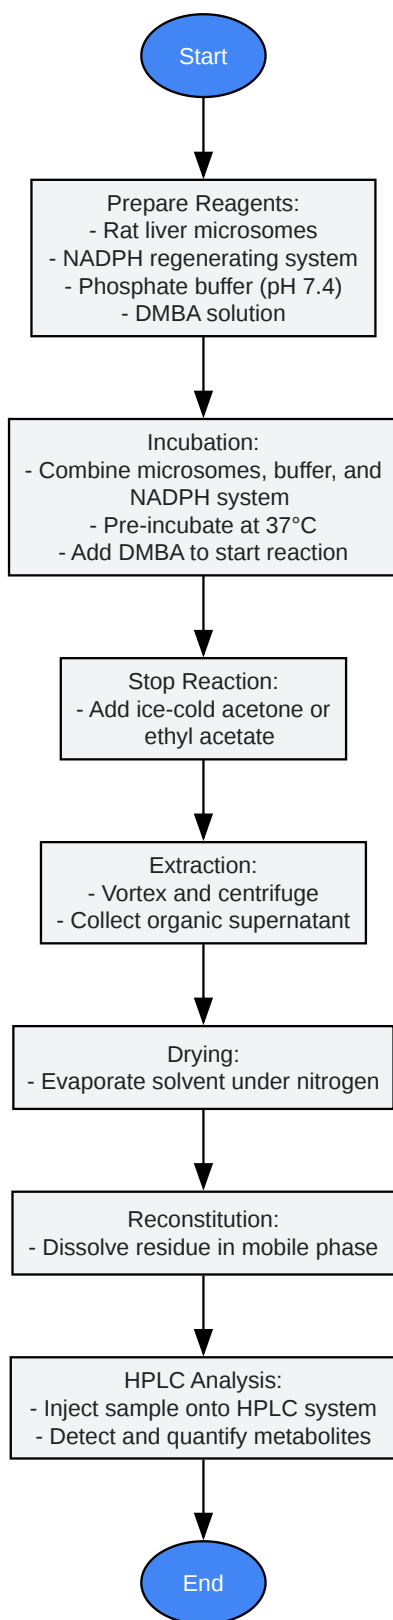 Start
Prepare Reagents:
- Rat liver microsomes
- NADPH regenerating system
- Phosphate buffer (pH 7.4)
- DMBA solution
Incubation:
- Combine microsomes, buffer, and
NADPH system
- Pre-incubate at 37°C
- Add DMBA to start reaction
Stop Reaction:
- Add ice-cold acetone or
ethyl acetate
Extraction:
- Vortex and centrifuge
- Collect organic supernatant
Drying:
- Evaporate solvent under nitrogen
Reconstitution:
- Dissolve residue in mobile phase
HPLC Analysis:
- Inject sample onto HPLC system
- Detect and quantify metabolites
End